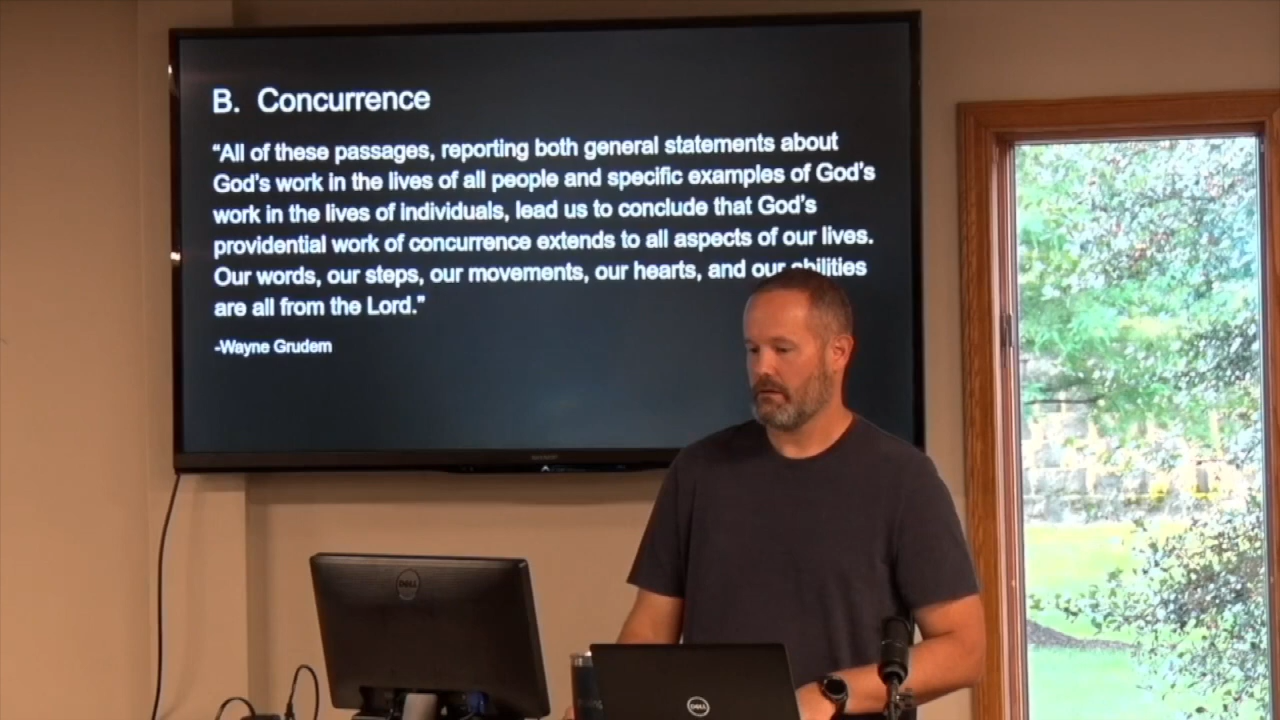 B. Concurrence
“All of these passages, reporting both general statements about
God’s work in the lives of all people and specific examples of God’s
work in the lives of individuals, lead us to conclude that God’s
providential work of concurrence extends to all aspects of our lives.
Our words, our steps, our movements, our hearts, and our abilities
are all from the Lord.”
-Wayne Grudem
SHARP
DELL
DELL